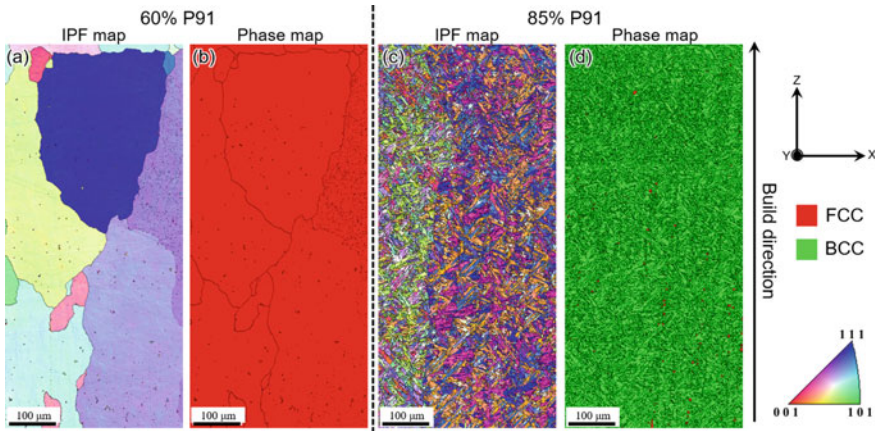 60% P91
85% P91
IPF map
Phase map
IPF map
Phase map
(a)
(b)
(c)
(d)
Build direction
Z
Y
X
FCC
BCC
1 1 1
0 0 1
1 0 1
100 μm
100 μm
100 μm
100 μm